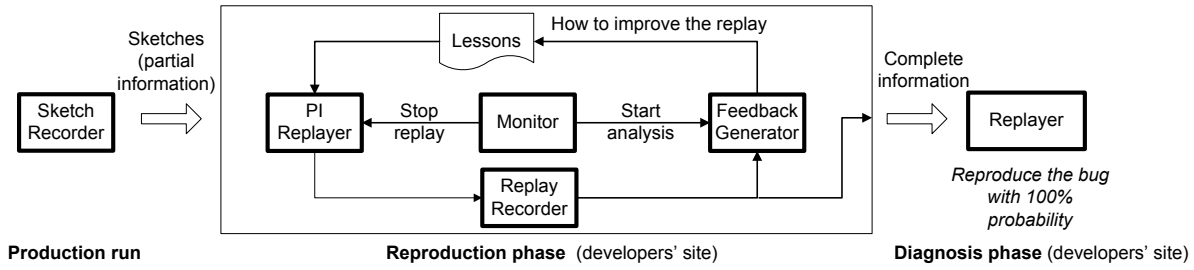 Sketches
(partial
information)
Sketch
Recorder
How to improve the replay
Lessons
PI
Replayer
Stop
replay
Monitor
Start
analysis
Feedback
Generator
Replay
Recorder
Complete
information
Replayer
Reproduce the bug
with 100%
probability
Production run
Reproduction phase (developers’ site)
Diagnosis phase (developers’ site)